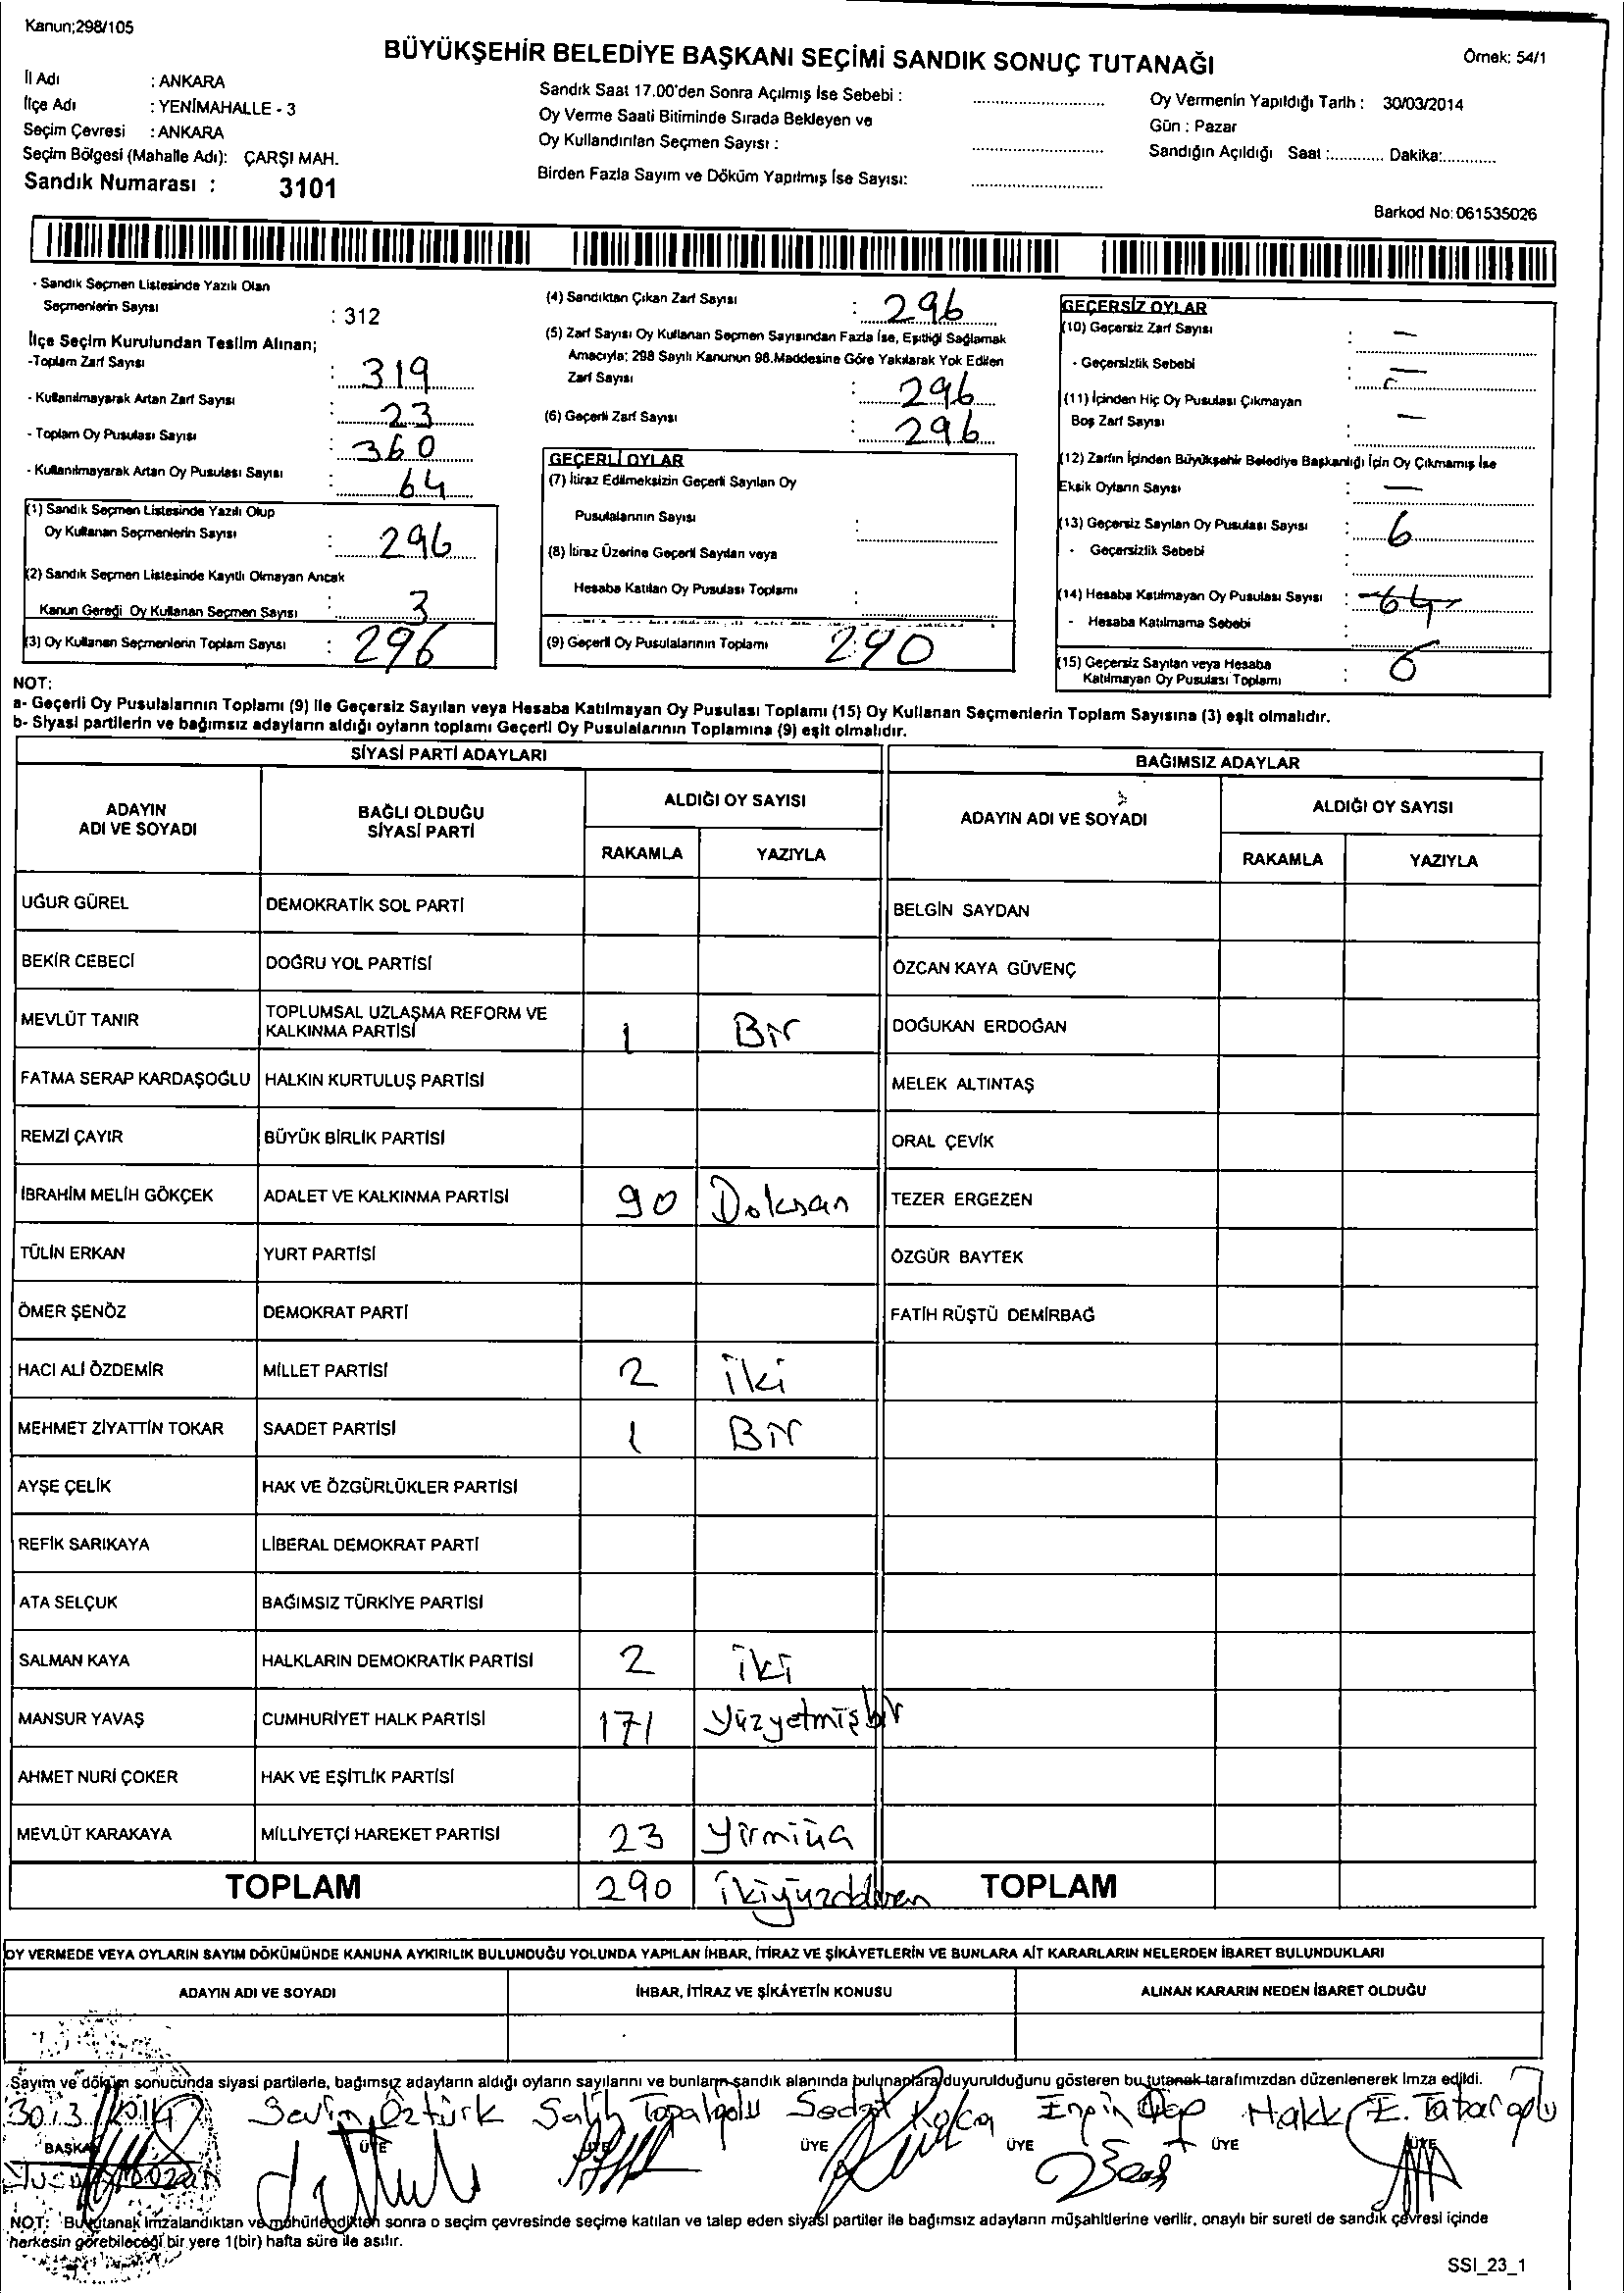 Kanun;298/105
BÜYÜKŞEHİR BELEDİYE BAŞKANI SEÇİMİ SANDIK SONUÇ TUTANAĞI
Örnek: 54/1
İl Adı : ANKARA
İlçe Adı : YENİMAHALLE - 3
Seçim Çevresi : ANKARA
Seçim Bölgesi (Mahalle Adı): ÇARŞI MAH.
Sandık Numarası : 3101
Sandık Saat 17.00'den Sonra Açılmış İse Sebebi :
Oy Verme Saati Bitiminde Sırada Bekleyen ve
Oy Kullandırılan Seçmen Sayısı :
Birden Fazla Sayım ve Döküm Yapılmış İse Sayısı:
Oy Vermenin Yapıldığı Tarih : 30/03/2014
Gün : Pazar
Sandığın Açıldığı Saat :............ Dakika:............
Barkod No: 061535026
- Sandık Seçmen Listesinde Yazılı Olan
Seçmenlerin Sayısı : 312
İlçe Seçim Kurulundan Teslim Alınan;
-Toplam Zarf Sayısı : 319
- Kullanılmayarak Artan Zarf Sayısı : 23
- Toplam Oy Pusulası Sayısı : 360
- Kullanılmayarak Artan Oy Pusulası Sayısı : 64
(1) Sandık Seçmen Listesinde Yazılı Olup
Oy Kullanan Seçmenlerin Sayısı : 296
(2) Sandık Seçmen Listesinde Kayıtlı Olmayan Ancak
Kanun Gereği Oy Kullanan Seçmen Sayısı : 3
(3) Oy Kullanan Seçmenlerin Toplam Sayısı : 296
(4) Sandıktan Çıkan Zarf Sayısı : 296
(5) Zarf Sayısı Oy Kullanan Seçmen Sayısından Fazla İse, Eşitliği Sağlamak
Amacıyla; 298 Sayılı Kanunun 98.Maddesine Göre Yakılarak Yok Edilen
Zarf Sayısı : 296
(6) Geçerli Zarf Sayısı : 296
GEÇERLİ OYLAR
(7) İtiraz Edilmeksizin Geçerli Sayılan Oy
Pusulalarının Sayısı :
(8) İtiraz Üzerine Geçerli Sayılan veya
Hesaba Katılan Oy Pusulası Toplamı :
(9) Geçerli Oy Pusulalarının Toplamı 290
GEÇERSİZ OYLAR
(10) Geçersiz Zarf Sayısı : —
- Geçersizlik Sebebi : —
(11) İçinden Hiç Oy Pusulası Çıkmayan
Boş Zarf Sayısı : —
(12) Zarfın İçinden Büyükşehir Belediye Başkanlığı İçin Oy Çıkmamış İse
Eksik Oyların Sayısı : —
(13) Geçersiz Sayılan Oy Pusulası Sayısı : 6
- Geçersizlik Sebebi :
(14) Hesaba Katılmayan Oy Pusulası Sayısı : 64
- Hesaba Katılmama Sebebi :
(15) Geçersiz Sayılan veya Hesaba
Katılmayan Oy Pusulası Toplamı : 6
NOT:
a- Geçerli Oy Pusulalarının Toplamı (9) ile Geçersiz Sayılan veya Hesaba Katılmayan Oy Pusulası Toplamı (15) Oy Kullanan Seçmenlerin Toplam Sayısına (3) eşit olmalıdır.
b- Siyasi partilerin ve bağımsız adayların aldığı oyların toplamı Geçerli Oy Pusulalarının Toplamına (9) eşit olmalıdır.
SİYASİ PARTİ ADAYLARI
BAĞIMSIZ ADAYLAR
ADAYIN ADI VE SOYADI
BAĞLI OLDUĞU SİYASİ PARTİ
ALDIĞI OY SAYISI
RAKAMLA YAZIYLA
ADAYIN ADI VE SOYADI
ALDIĞI OY SAYISI
RAKAMLA YAZIYLA
UĞUR GÜREL DEMOKRATİK SOL PARTİ BELGİN SAYDAN
BEKİR CEBECİ DOĞRU YOL PARTİSİ ÖZCAN KAYA GÜVENÇ
MEVLÜT TANIR TOPLUMSAL UZLAŞMA REFORM VE KALKINMA PARTİSİ 1 Bir DOĞUKAN ERDOĞAN
FATMA SERAP KARDAŞOĞLU HALKIN KURTULUŞ PARTİSİ MELEK ALTINTAŞ
REMZİ ÇAYIR BÜYÜK BİRLİK PARTİSİ ORAL ÇEVİK
İBRAHİM MELİH GÖKÇEK ADALET VE KALKINMA PARTİSİ 90 Doksan TEZER ERGEZEN
TÜLİN ERKAN YURT PARTİSİ ÖZGÜR BAYTEK
ÖMER ŞENÖZ DEMOKRAT PARTİ FATİH RÜŞTÜ DEMİRBAĞ
HACI ALİ ÖZDEMİR MİLLET PARTİSİ 2 iki
MEHMET ZİYATTİN TOKAR SAADET PARTİSİ 1 Bir
AYŞE ÇELİK HAK VE ÖZGÜRLÜKLER PARTİSİ
REFİK SARIKAYA LİBERAL DEMOKRAT PARTİ
ATA SELÇUK BAĞIMSIZ TÜRKİYE PARTİSİ
SALMAN KAYA HALKLARIN DEMOKRATİK PARTİSİ 2 iki
MANSUR YAVAŞ CUMHURİYET HALK PARTİSİ 171 yüzyetmişbir
AHMET NURİ ÇOKER HAK VE EŞİTLİK PARTİSİ
MEVLÜT KARAKAYA MİLLİYETÇİ HAREKET PARTİSİ 23 yirmiüç
TOPLAM 290 ikiyüzdoksan TOPLAM
OY VERMEDE VEYA OYLARIN SAYIM DÖKÜMÜNDE KANUNA AYKIRILIK BULUNDUĞU YOLUNDA YAPILAN İHBAR, İTİRAZ VE ŞİKÂYETLERİN VE BUNLARA AİT KARARLARIN NELERDEN İBARET BULUNDUKLARI
ADAYIN ADI VE SOYADI
İHBAR, İTİRAZ VE ŞİKÂYETİN KONUSU
ALINAN KARARIN NEDEN İBARET OLDUĞU
Sayım ve döküm sonucunda siyasi partilerle, bağımsız adayların aldığı oyların sayılarını ve bunların sandık alanında bulunanlara duyurulduğunu gösteren bu tutanak tarafımızdan düzenlenerek imza edildi.
30.3.2014 Sevim Öztürk Salih Topaloğlu Sedat E. Tataroğlu
BAŞKAN ÜYE ÜYE ÜYE ÜYE ÜYE ÜYE
NOT: Bu tutanak imzalandıktan ve mühürlendikten sonra o seçim çevresinde seçime katılan ve talep eden siyasi partiler ile bağımsız adayların müşahitlerine verilir, onaylı bir sureti de sandık çevresi içinde
herkesin görebileceği bir yere 1(bir) hafta süre ile asılır.
SSI_23_1